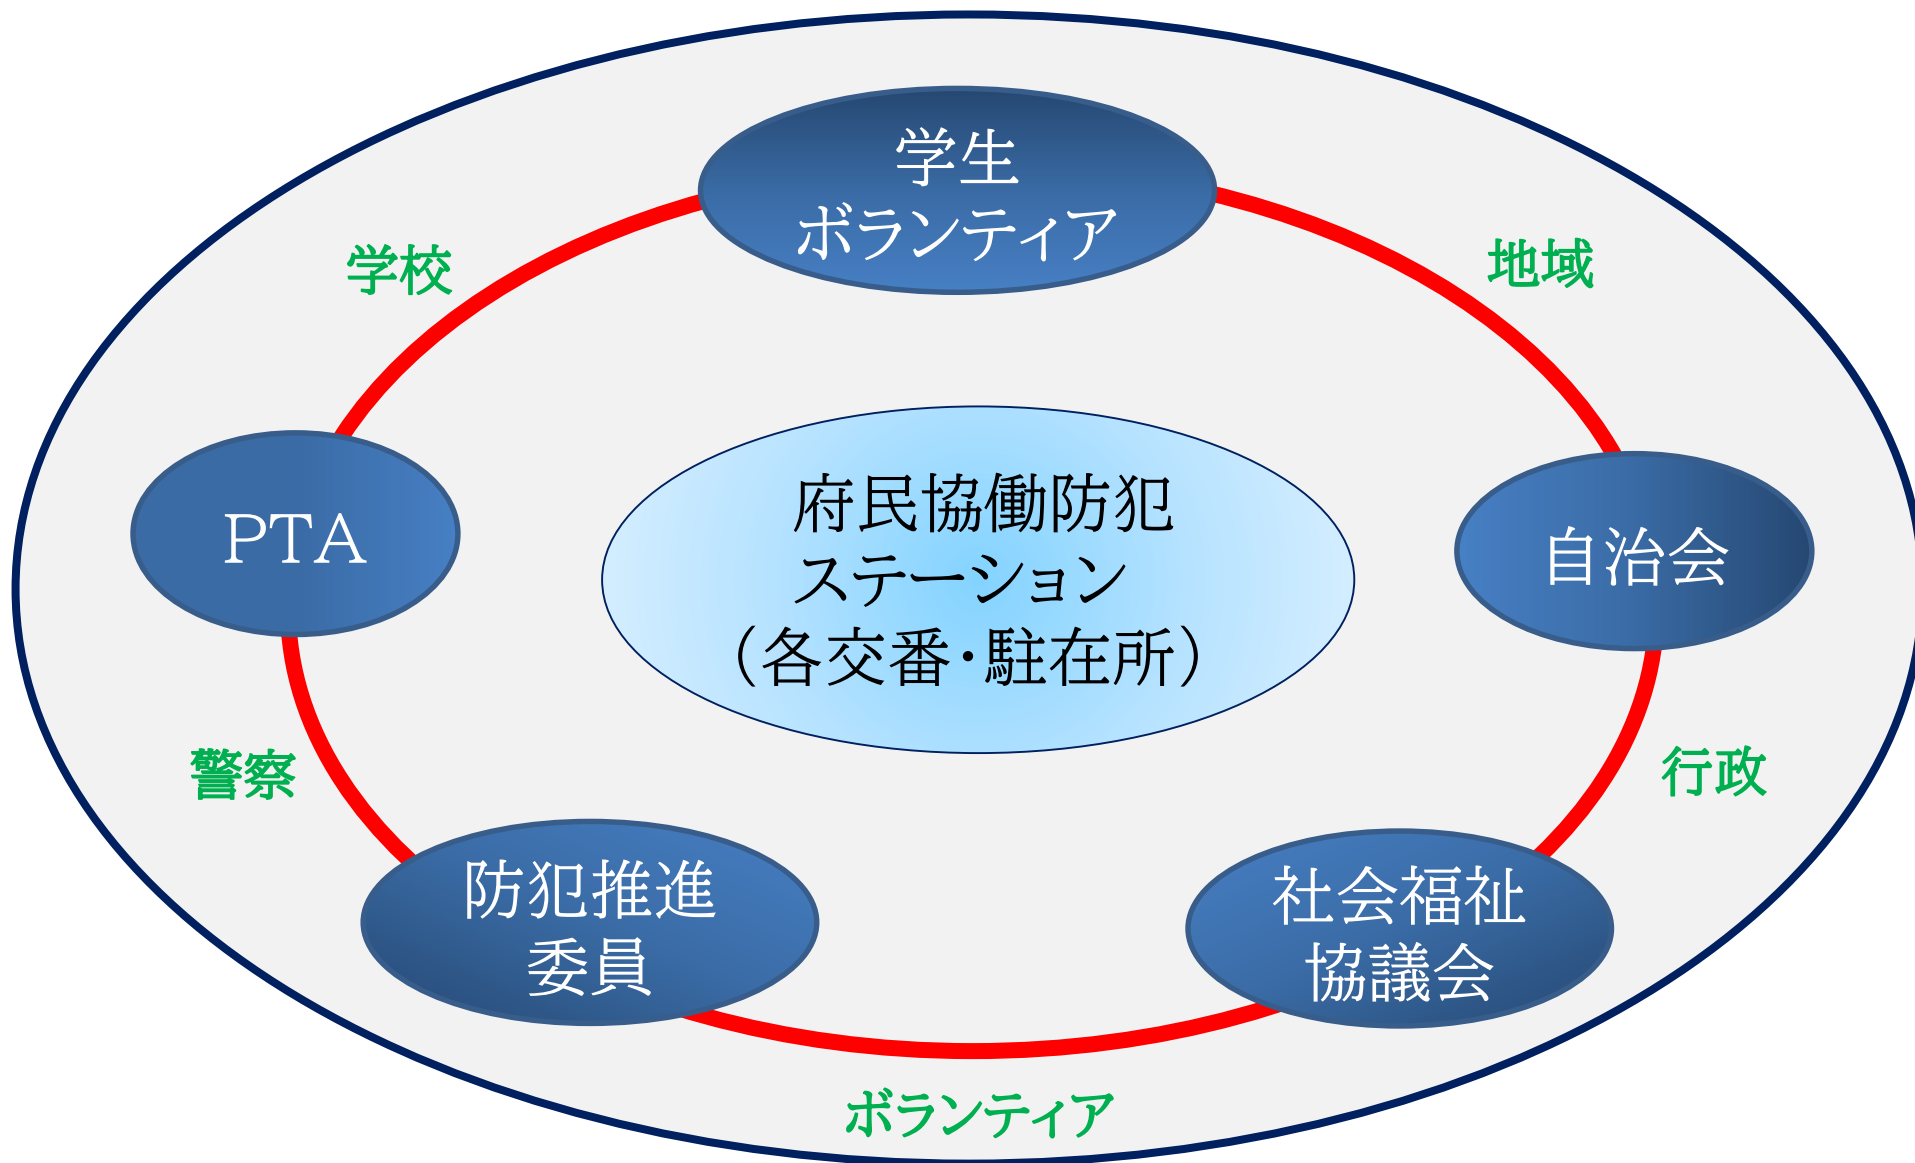 学生
ボランティア
学校
地域
府民協働防犯
ステーション
（各交番・駐在所）
PTA
自治会
警察
行政
防犯推進
委員
社会福祉
協議会
ボランティア